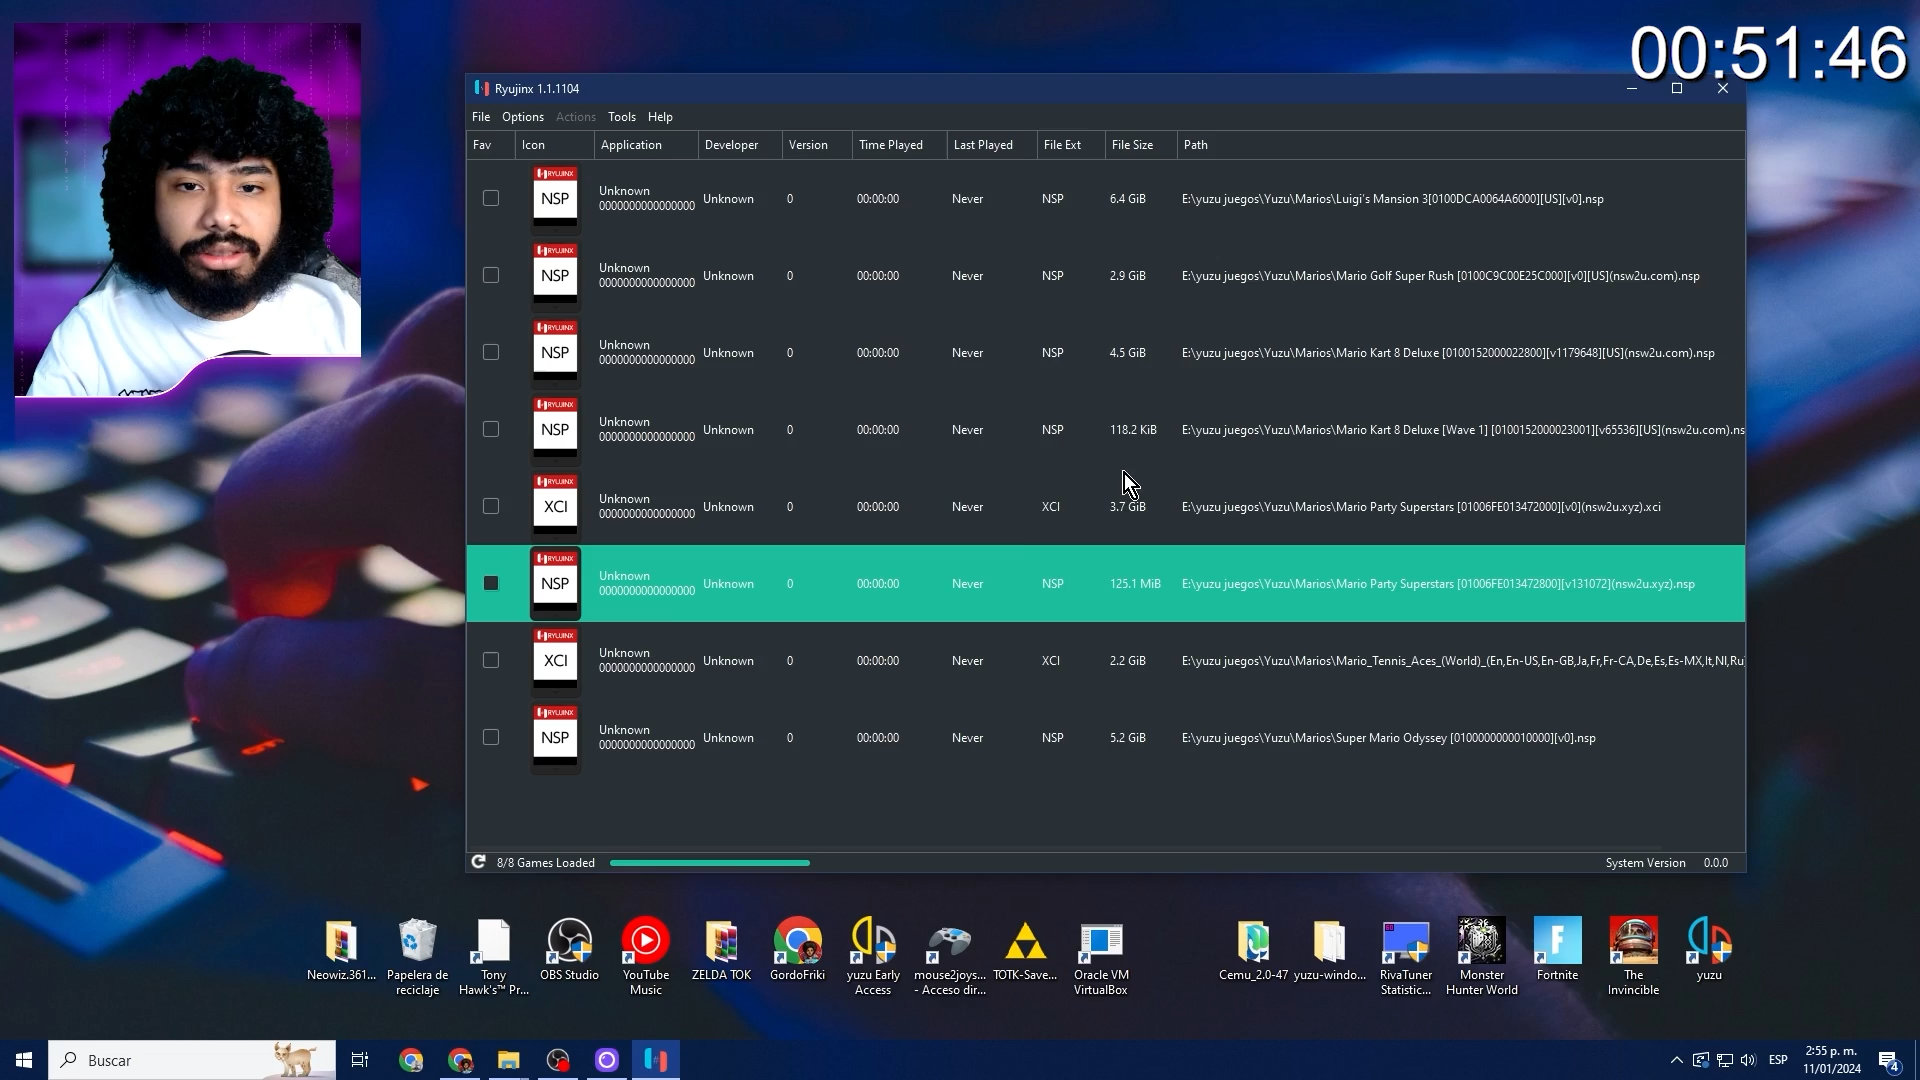 00:51:46
Ryujinx 1.1.1104
File Options Actions Tools Help
Fav Icon Application Developer Version Time Played Last Played File Ext File Size Path
RYUJINX
NSP
Unknown
0000000000000000
Unknown 0 00:00:00 Never NSP 6.4 GiB E:\yuzu juegos\Yuzu\Marios\Luigi's Mansion 3[0100DCA0064A6000][US][v0].nsp
RYUJINX
NSP
Unknown
0000000000000000
Unknown 0 00:00:00 Never NSP 2.9 GiB E:\yuzu juegos\Yuzu\Marios\Mario Golf Super Rush [0100C9C00E25C000][v0][US](nsw2u.com).nsp
RYUJINX
NSP
Unknown
0000000000000000
Unknown 0 00:00:00 Never NSP 4.5 GiB E:\yuzu juegos\Yuzu\Marios\Mario Kart 8 Deluxe [0100152000022800][v1179648][US](nsw2u.com).nsp
RYUJINX
NSP
Unknown
0000000000000000
Unknown 0 00:00:00 Never NSP 118.2 KiB E:\yuzu juegos\Yuzu\Marios\Mario Kart 8 Deluxe [Wave 1] [0100152000023001][v65536][US](nsw2u.com).ns
RYUJINX
XCI
Unknown
0000000000000000
Unknown 0 00:00:00 Never XCI 3.7 GiB E:\yuzu juegos\Yuzu\Marios\Mario Party Superstars [01006FE013472000][v0](nsw2u.xyz).xci
RYUJINX
NSP
Unknown
0000000000000000
Unknown 0 00:00:00 Never NSP 125.1 MiB E:\yuzu juegos\Yuzu\Marios\Mario Party Superstars [01006FE013472800][v131072](nsw2u.xyz).nsp
RYUJINX
XCI
Unknown
0000000000000000
Unknown 0 00:00:00 Never XCI 2.2 GiB E:\yuzu juegos\Yuzu\Marios\Mario_Tennis_Aces_(World)_(En,En-US,En-GB,Ja,Fr,Fr-CA,De,Es,Es-MX,It,Nl,Ru
RYUJINX
NSP
Unknown
0000000000000000
Unknown 0 00:00:00 Never NSP 5.2 GiB E:\yuzu juegos\Yuzu\Marios\Super Mario Odyssey [0100000000010000][v0].nsp
8/8 Games Loaded System Version 0.0.0
Neowiz.361...
Papelera de
reciclaje
Tony
Hawk's™ Pr...
OBS Studio
YouTube
Music
ZELDA TOK
GordoFriki
yuzu Early
Access
mouse2joys...
- Acceso dir...
TOTK-Save...
Oracle VM
VirtualBox
Cemu_2.0-47
yuzu-windo...
RivaTuner
Statistic...
Monster
Hunter World
F
Fortnite
The
Invincible
yuzu
Buscar
ESP
2:55 p. m.
11/01/2024
4